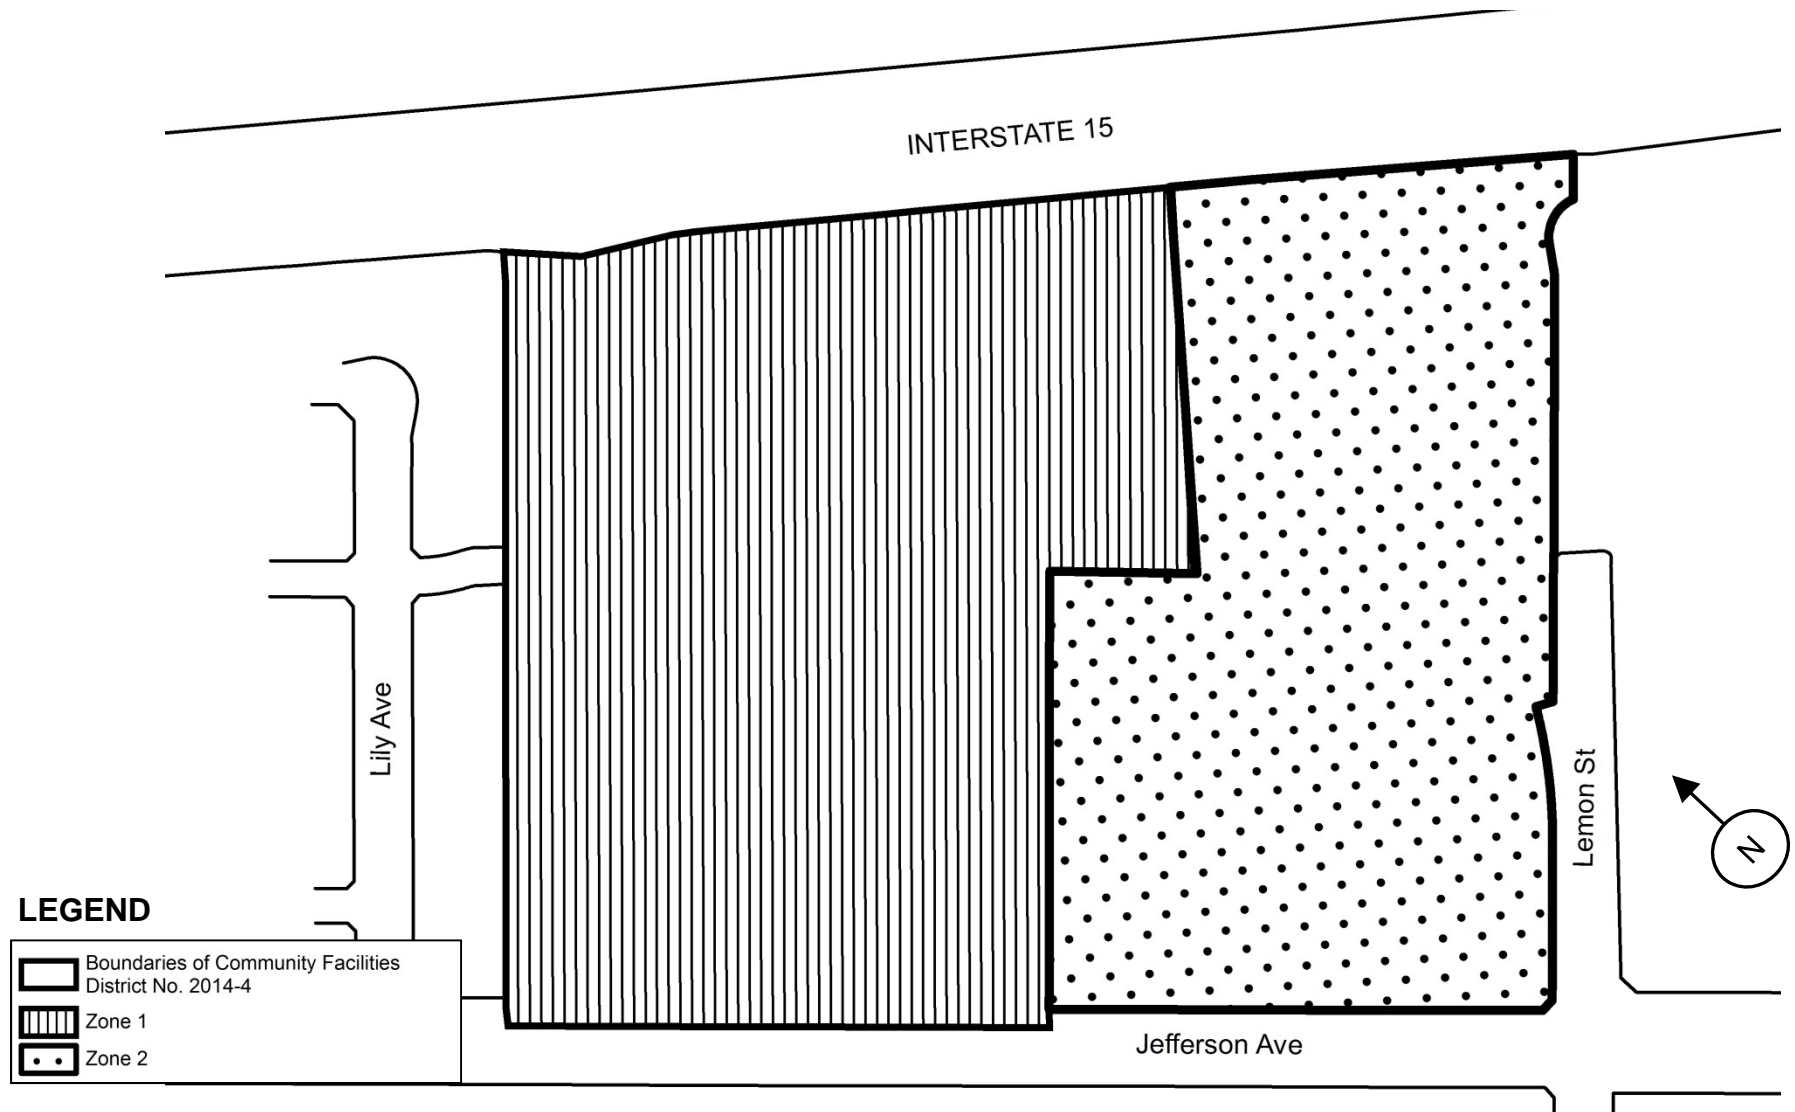 INTERSTATE 15
Lily Ave
Lemon St
N
LEGEND
Boundaries of Community Facilities
District No. 2014-4
Zone 1
Zone 2
Jefferson Ave